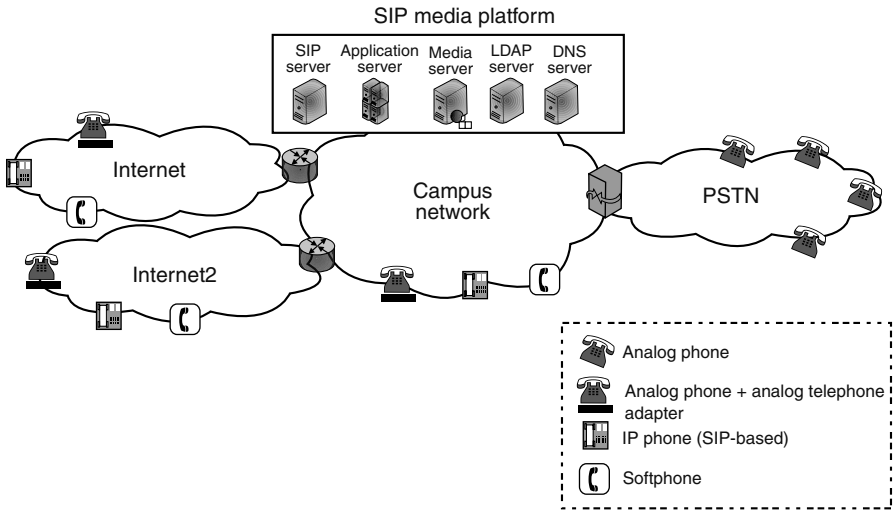 SIP media platform
SIP
server
Application
server
Media
server
LDAP
server
DNS
server
Internet
Campus
network
PSTN
Internet2
Analog phone
Analog phone + analog telephone
adapter
IP phone (SIP-based)
Softphone